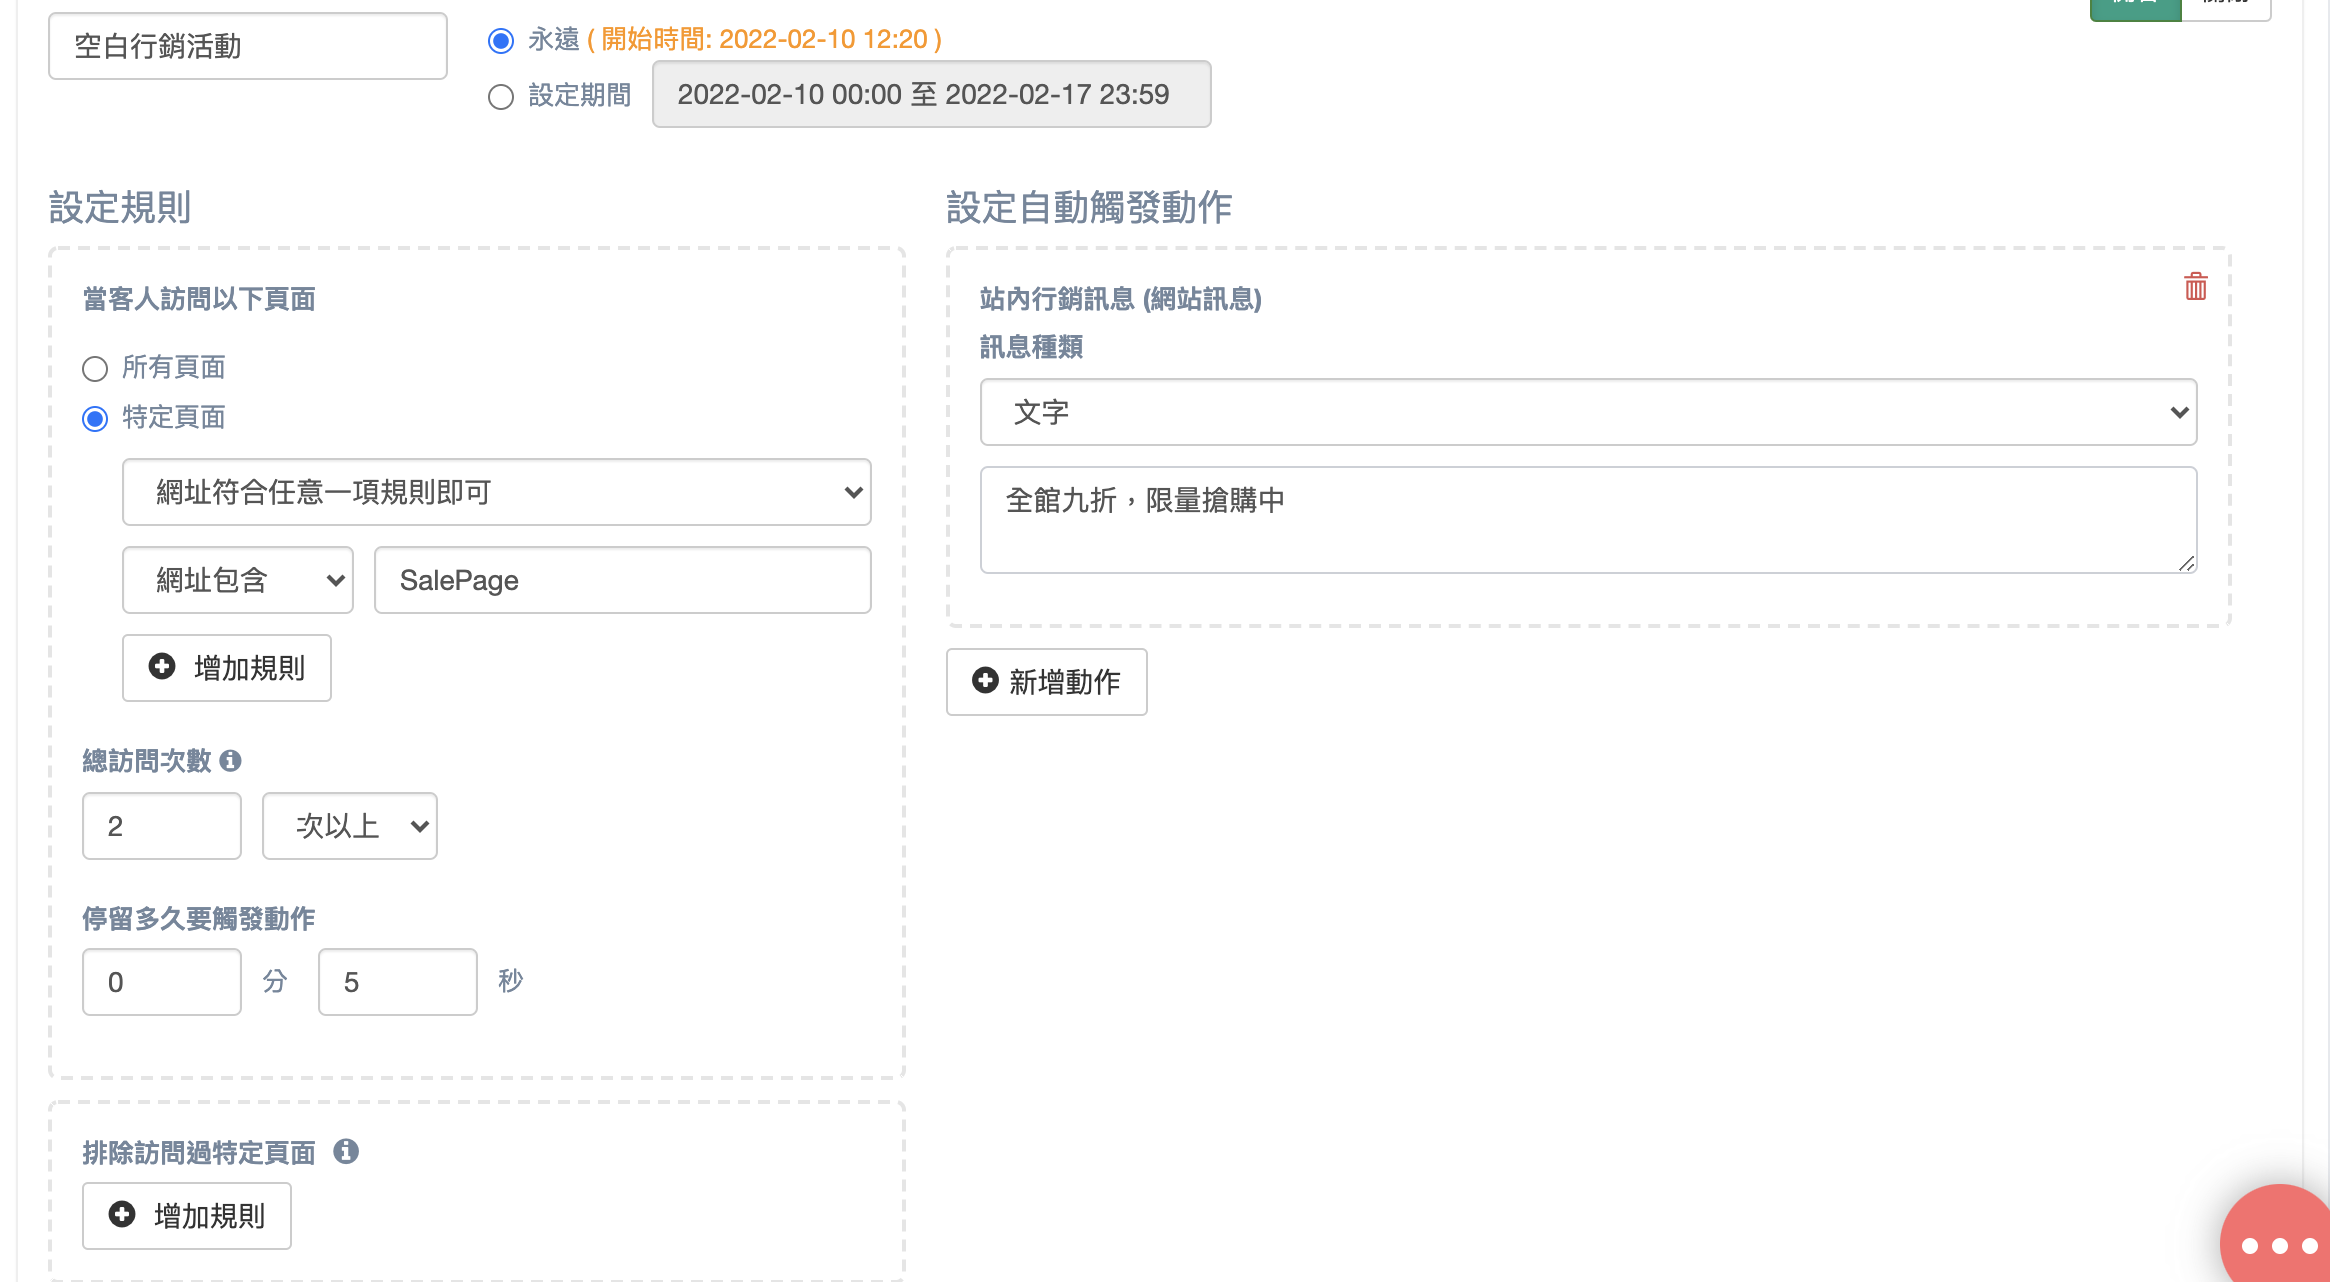 空白行銷活動
永遠 ( 開始時間: 2022-02-10 12:20 )
設定期間
2022-02-10 00:00 至 2022-02-17 23:59
設定規則
當客人訪問以下頁面
所有頁面
特定頁面
網址符合任意一項規則即可
網址包含
SalePage
增加規則
總訪問次數
2
次以上
停留多久要觸發動作
0
分
5
秒
排除訪問過特定頁面
增加規則
設定自動觸發動作
站內行銷訊息 (網站訊息)
訊息種類
文字
全館九折，限量搶購中
新增動作